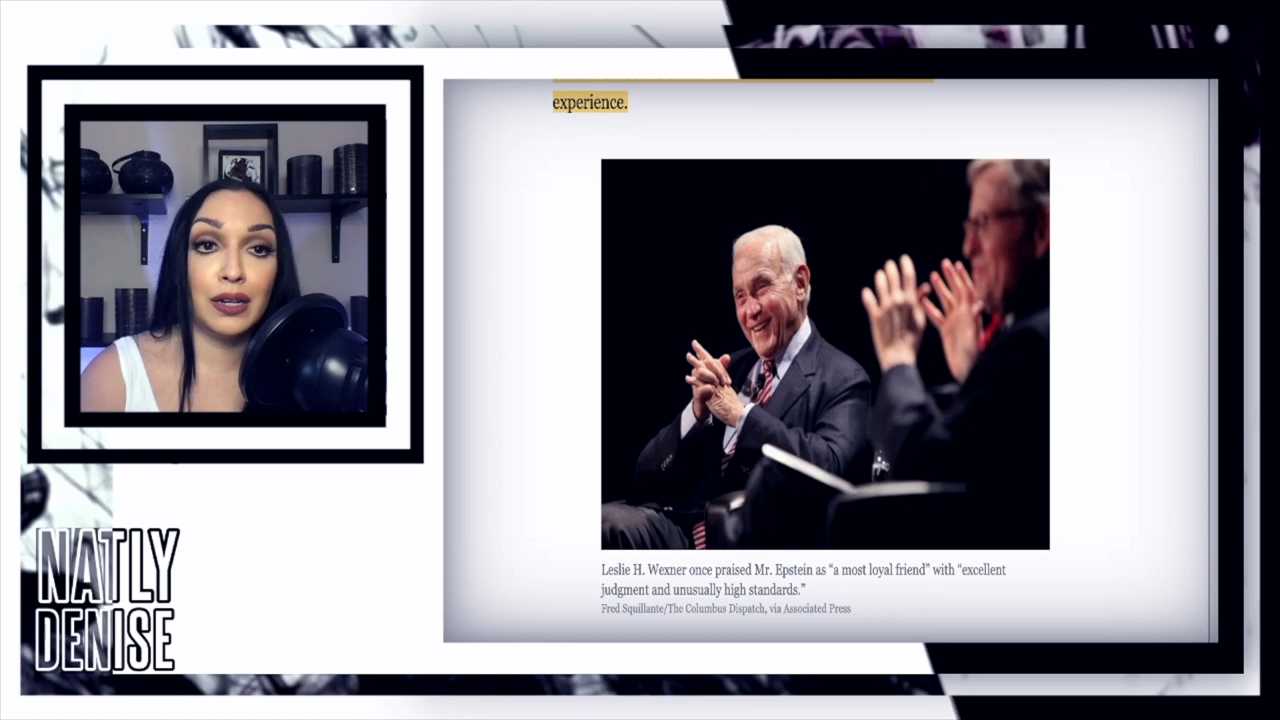 experience.
Leslie H. Wexner once praised Mr. Epstein as “a most loyal friend” with “excellent
judgment and unusually high standards.”
Fred Squillante/The Columbus Dispatch, via Associated Press
NATLY
DENISE